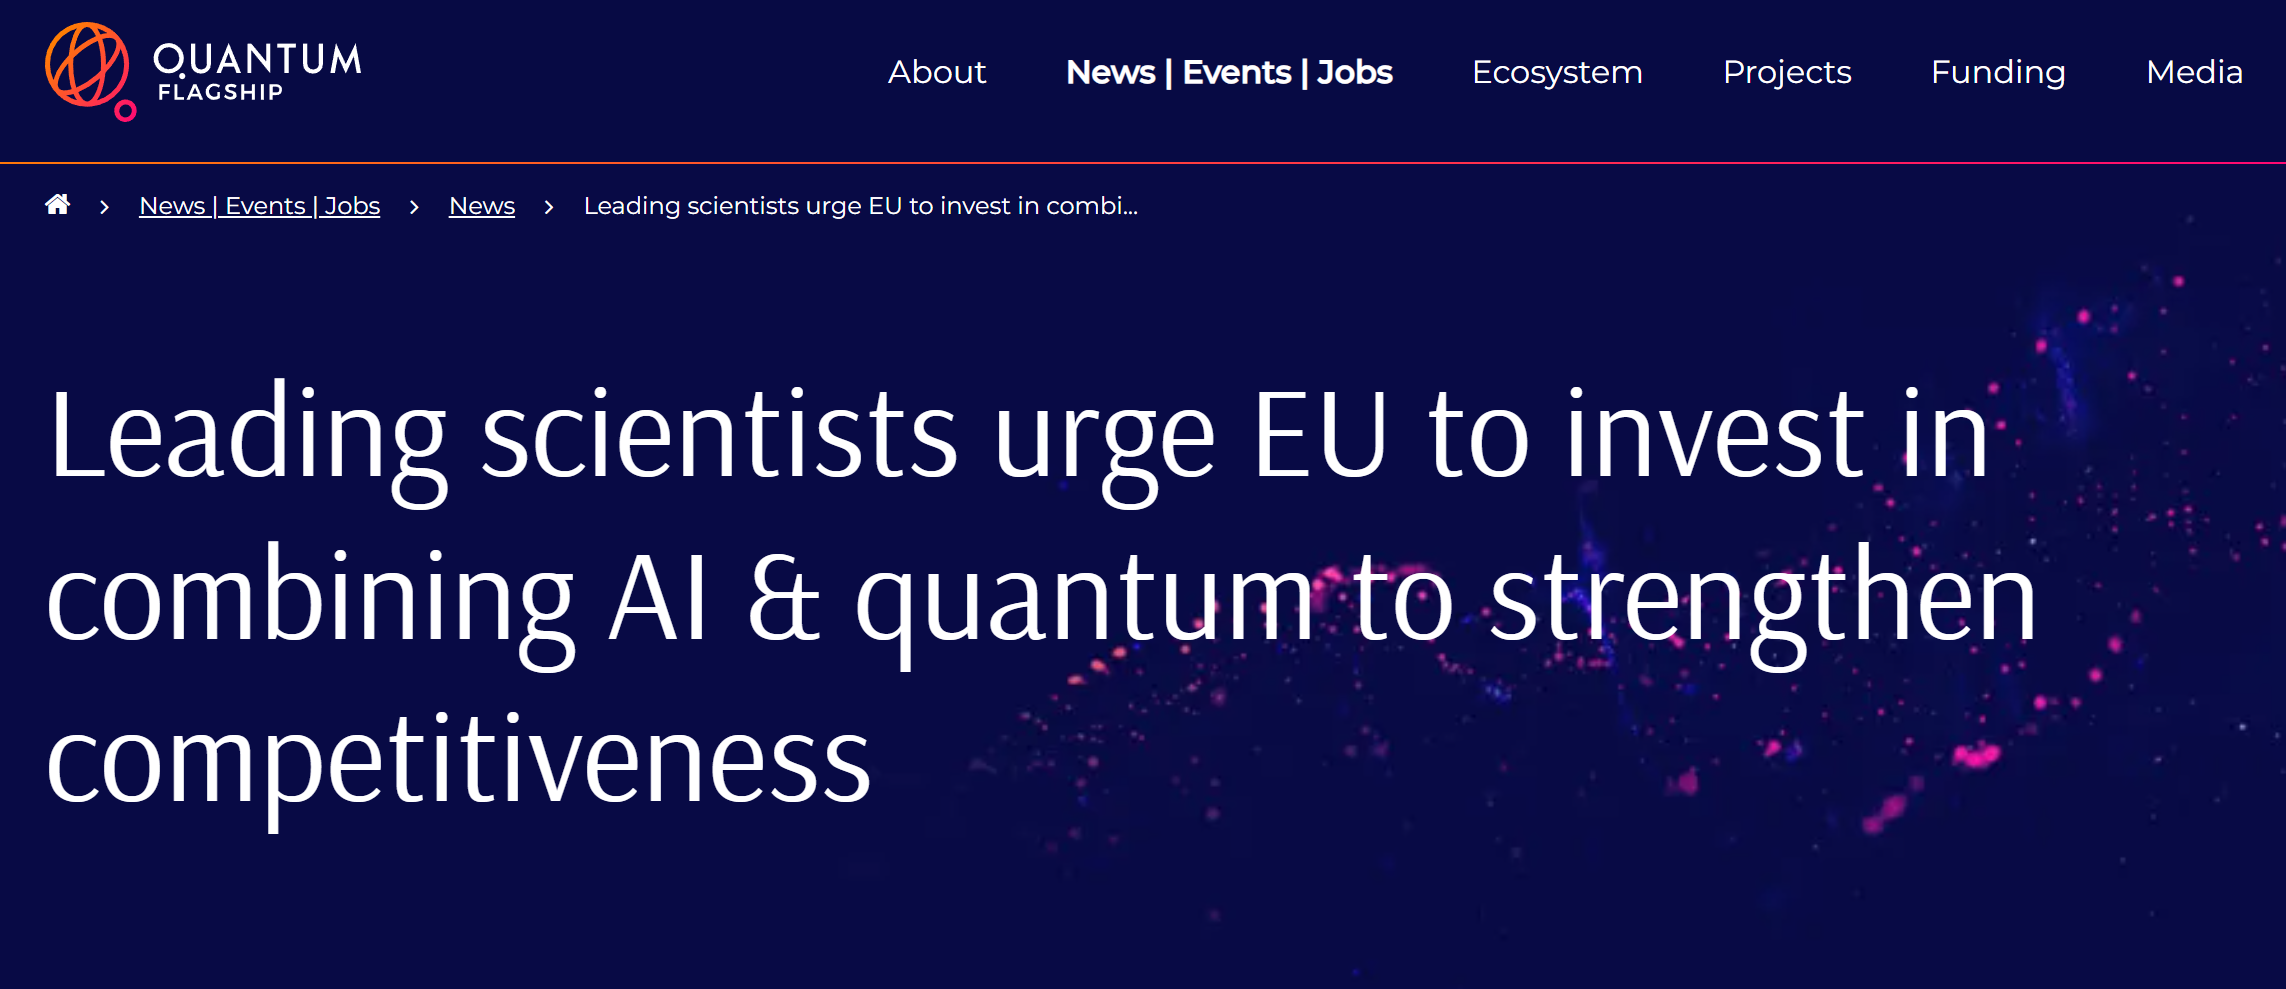 QUANTUM
FLAGSHIP
About
News | Events | Jobs
Ecosystem
Projects
Funding
Media
News | Events | Jobs
News
Leading scientists urge EU to invest in combi...
Leading scientists urge EU to invest in
combining AI & quantum to strengthen
competitiveness